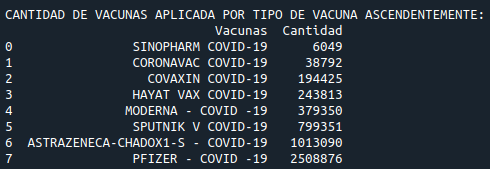 CANTIDAD DE VACUNAS APLICADA POR TIPO DE VACUNA ASCENDENTEMENTE:
Vacunas Cantidad
0 SINOPHARM COVID-19 6049
1 CORONAVAC COVID-19 38792
2 COVAXIN COVID-19 194425
3 HAYAT VAX COVID-19 243813
4 MODERNA - COVID -19 379350
5 SPUTNIK V COVID-19 799351
6 ASTRAZENECA-CHADOX1-S - COVID-19 1013090
7 PFIZER - COVID -19 2508876